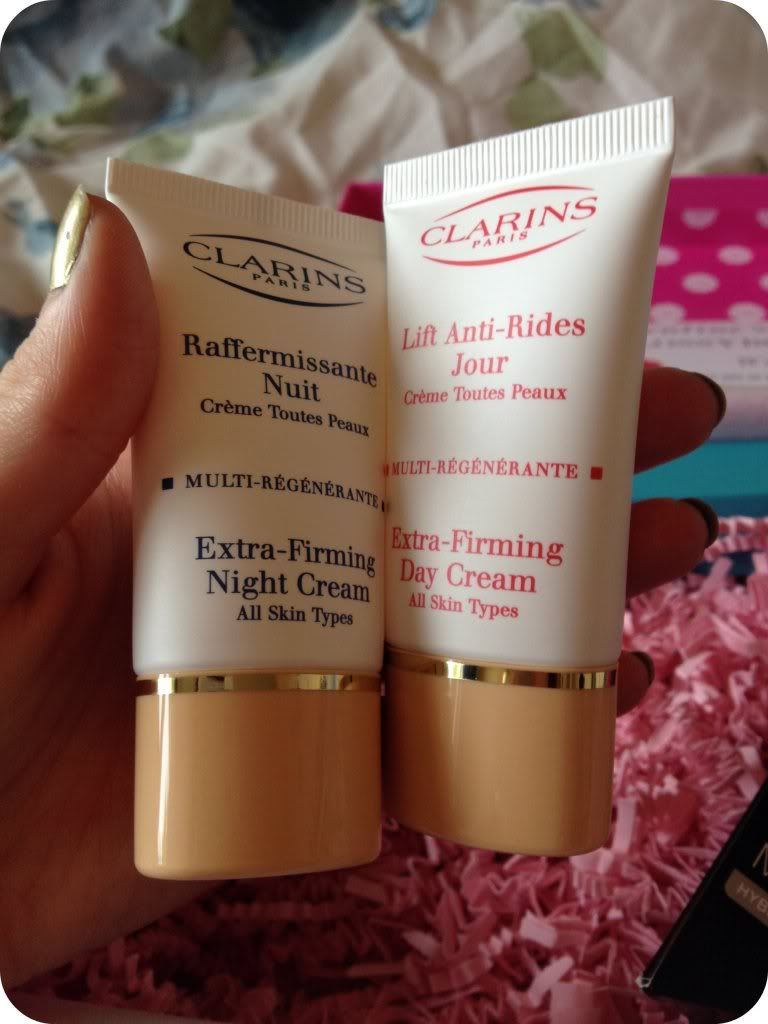 CLARINS
PARIS
Raffermissante
Nuit
Crème Toutes Peaux
MULTI-RÉGÉNÉRANTE
Extra-Firming
Night Cream
All Skin Types
CLARINS
PARIS
Lift Anti-Rides
Jour
Crème Toutes Peaux
MULTI-RÉGÉNÉRANTE
Extra-Firming
Day Cream
All Skin Types